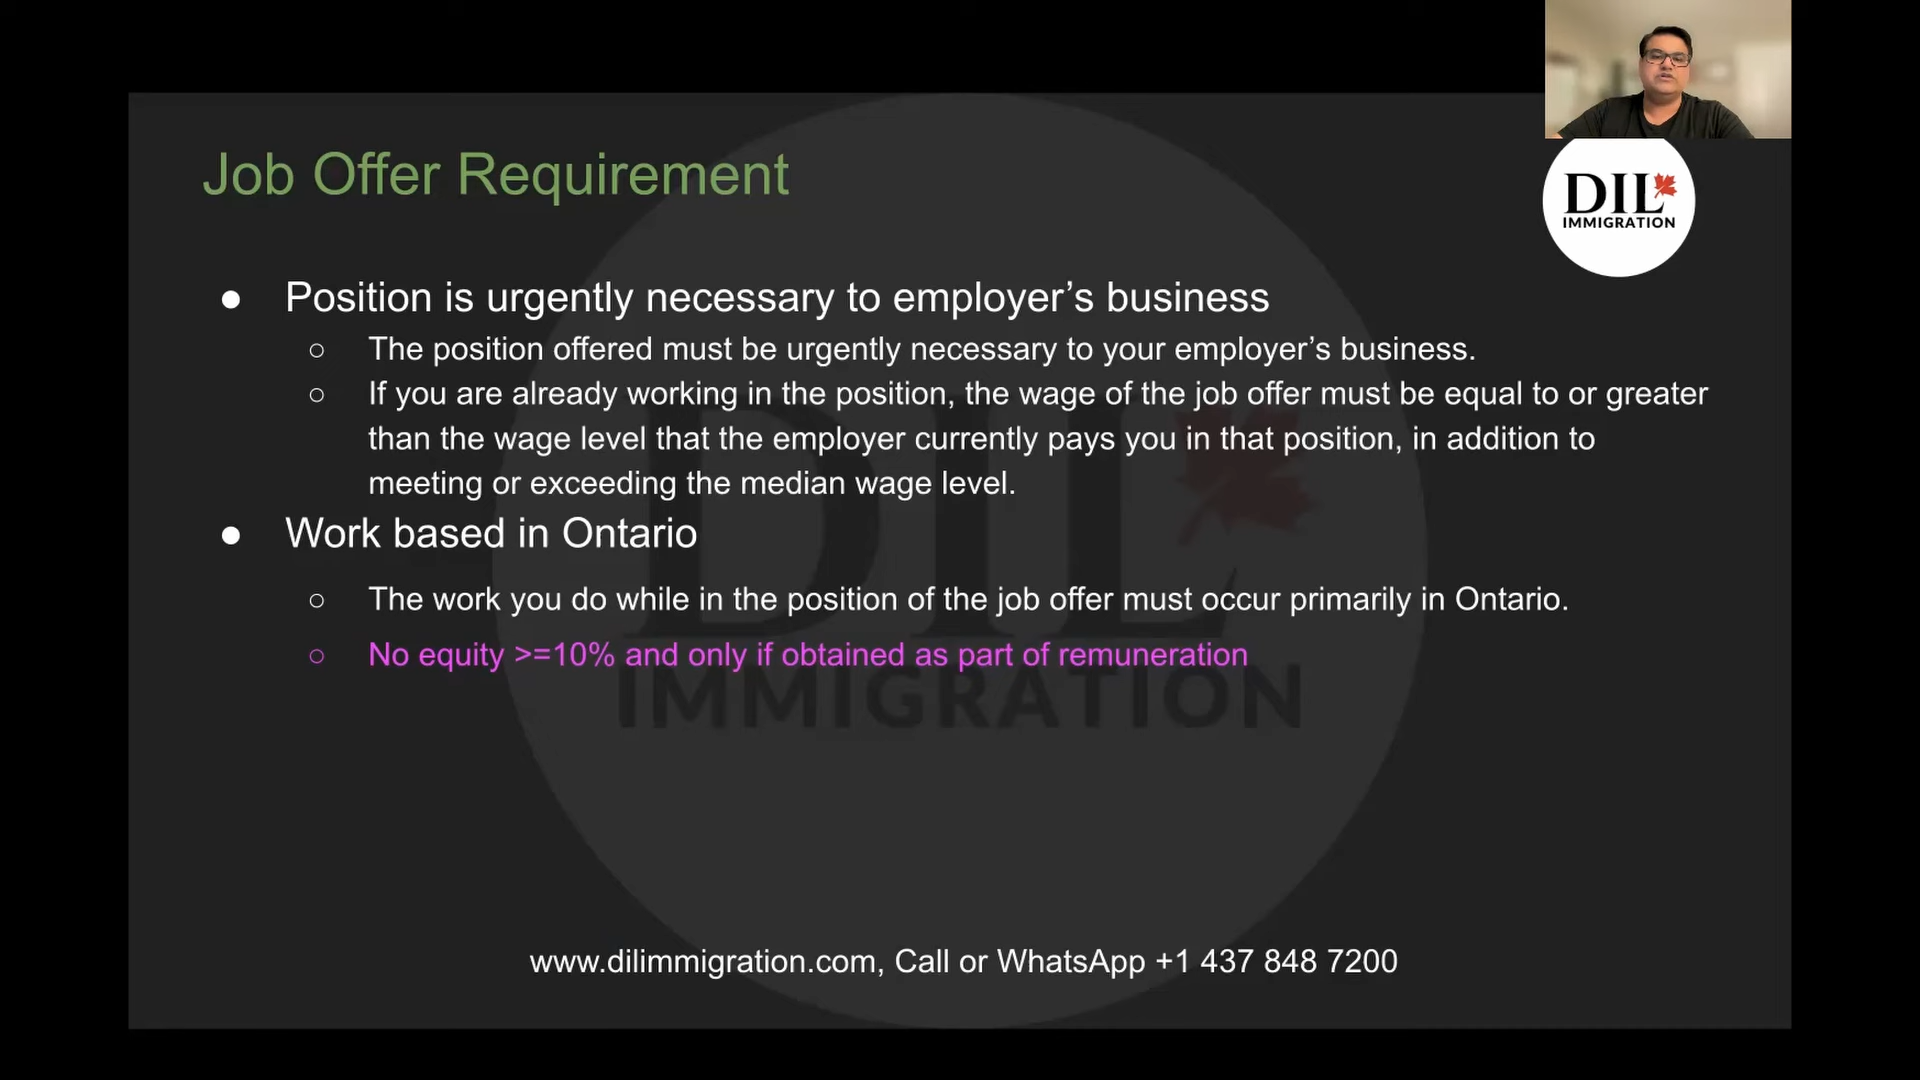 Job Offer Requirement
DIL
IMMIGRATION
● Position is urgently necessary to employer’s business
○ The position offered must be urgently necessary to your employer’s business.
○ If you are already working in the position, the wage of the job offer must be equal to or greater
than the wage level that the employer currently pays you in that position, in addition to
meeting or exceeding the median wage level.
● Work based in Ontario
○ The work you do while in the position of the job offer must occur primarily in Ontario.
○ No equity >=10% and only if obtained as part of remuneration
DIL
IMMIGRATION
www.dilimmigration.com, Call or WhatsApp +1 437 848 7200